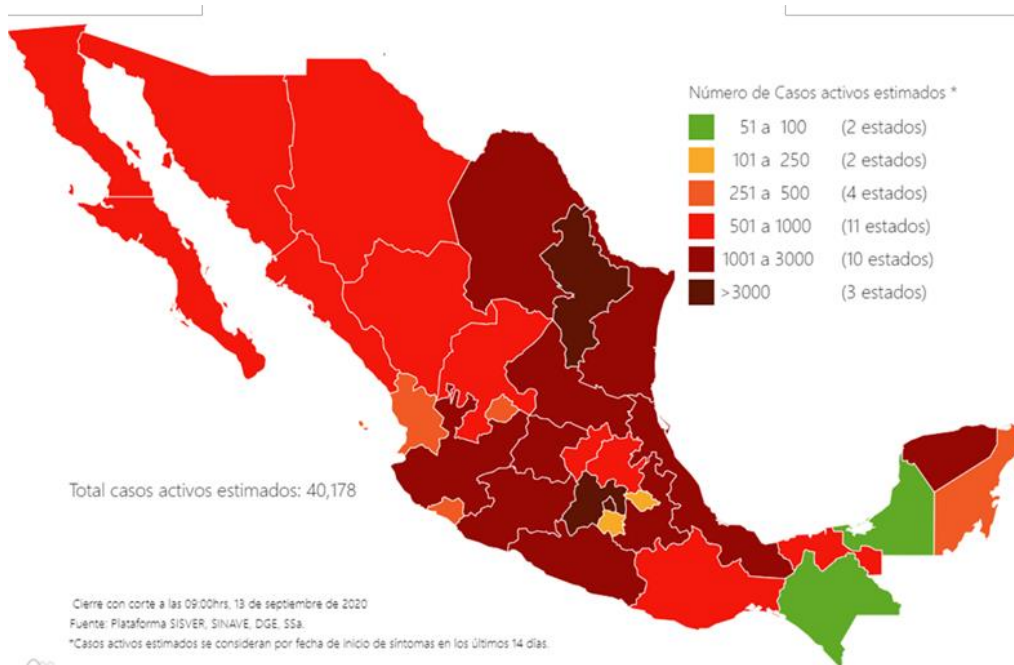 Número de Casos activos estimados *
51 a 100 (2 estados)
101 a 250 (2 estados)
251 a 500 (4 estados)
501 a 1000 (11 estados)
1001 a 3000 (10 estados)
>3000 (3 estados)
Total casos activos estimados: 40,178
Cierre con corte a las 09:00hrs, 13 de septiembre de 2020
Fuente: Plataforma SISVER, SINAVE, DGE, SSa.
*Casos activos estimados se consideran por fecha de inicio de síntomas en los últimos 14 días.